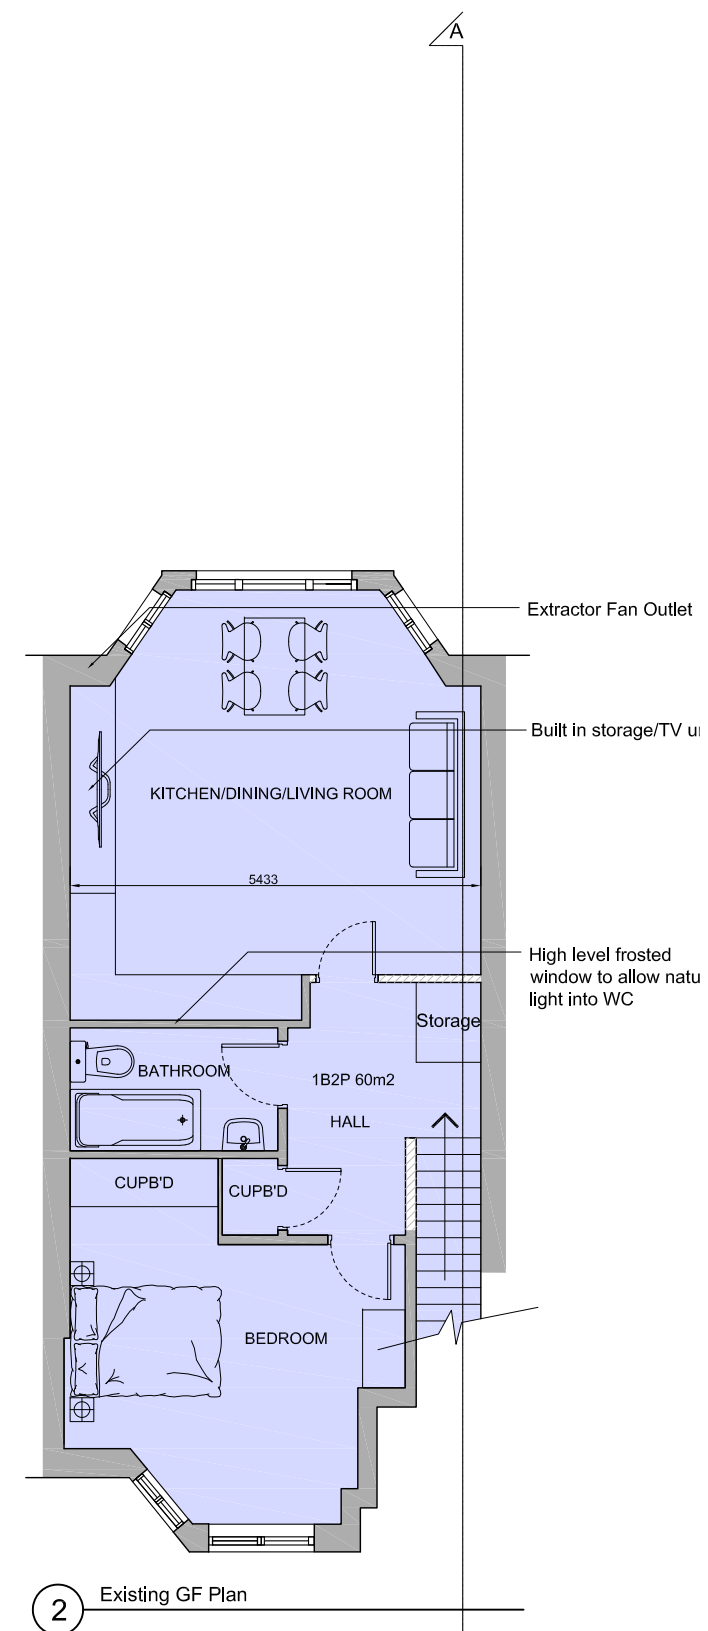 A
Extractor Fan Outlet
Built in storage/TV
KITCHEN/DINING/LIVING ROOM
5433
High level frosted
window to allow
light into WC
Storage
BATHROOM
1B2P 60m2
HALL
CUPB'D
CUPB'D
BEDROOM
Existing GF Plan
2